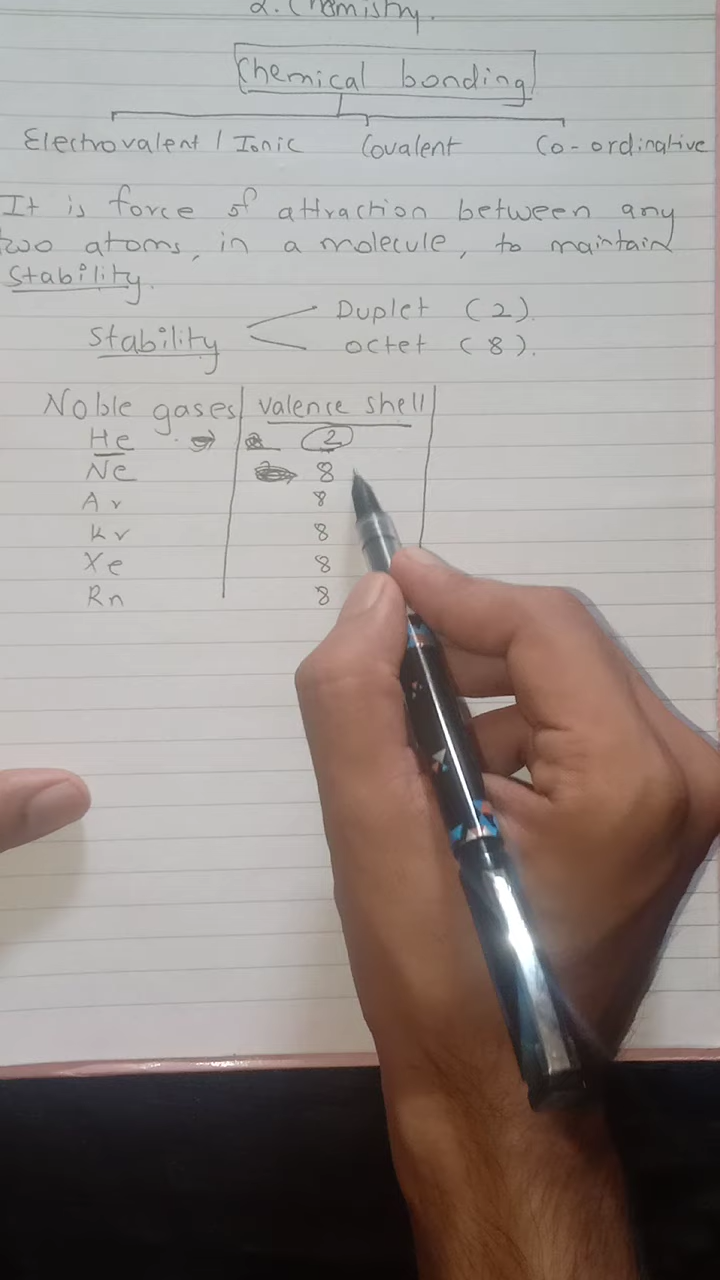 2. Chemistry.
Chemical bonding
Electrovalent / Ionic Covalent Co-ordinative
It is force of attraction between any
two atoms, in a molecule, to maintain
Stability.
Stability Duplet (2).
octet (8).
Noble gases valence shell
He 2
Ne 8
Ar 8
Kr 8
Xe 8
Rn 8